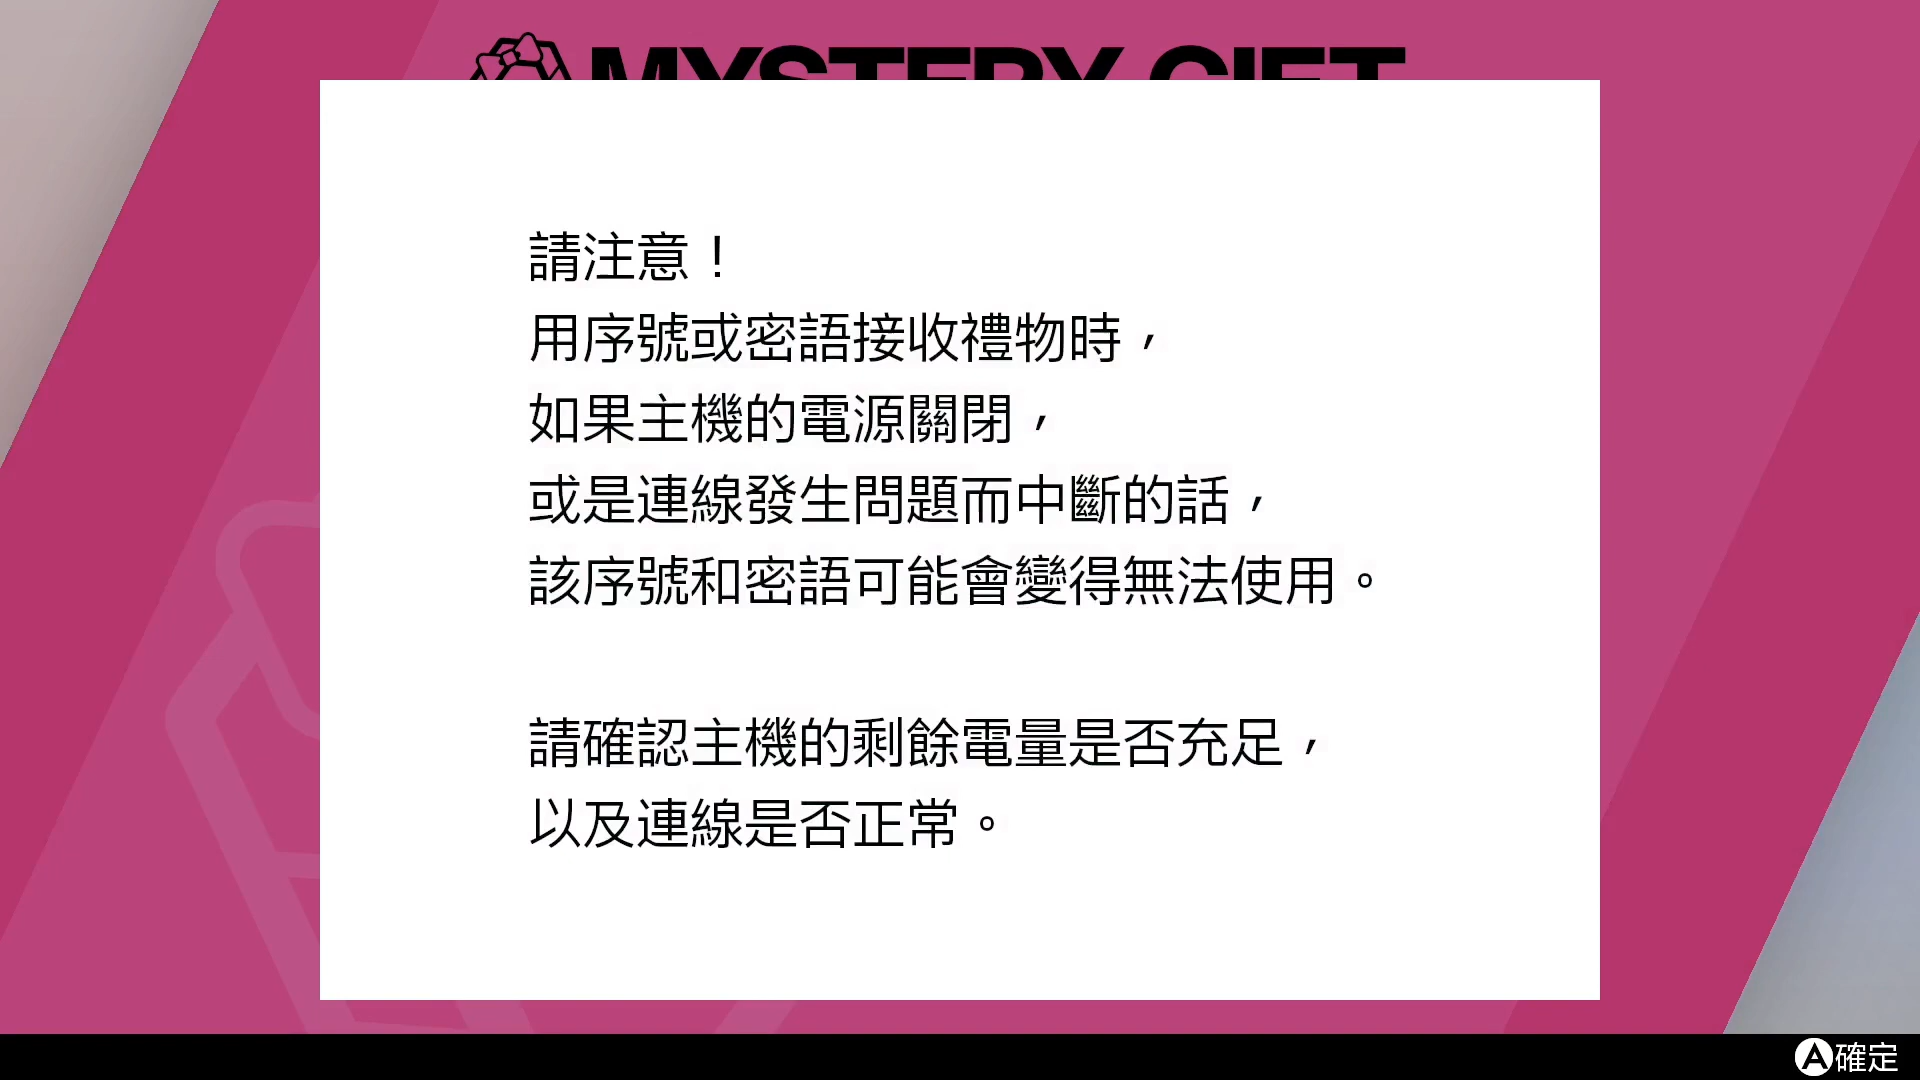 MYSTERY GIFT
請注意！
用序號或密語接收禮物時，
如果主機的電源關閉，
或是連線發生問題而中斷的話，
該序號和密語可能會變得無法使用。
請確認主機的剩餘電量是否充足，
以及連線是否正常。
A確定